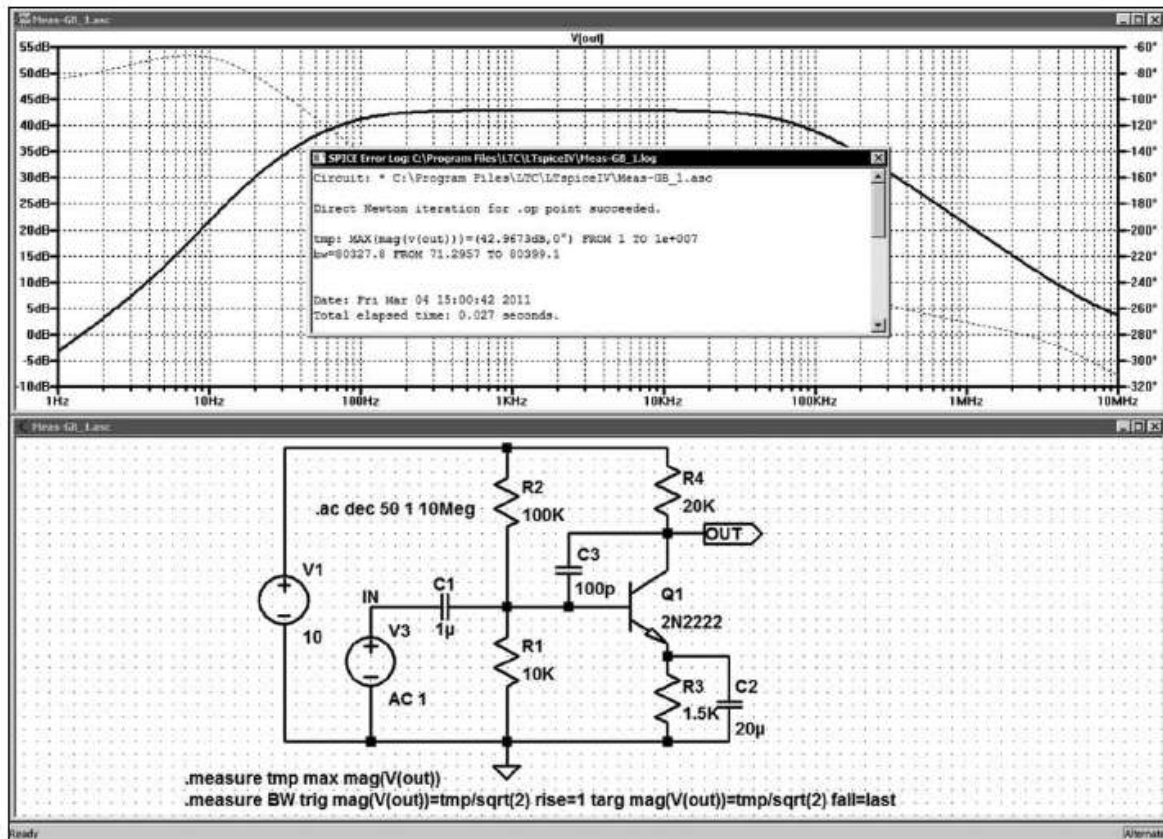 Meas-GB_1.asc
V(out)
55dB
50dB
45dB
40dB
35dB
30dB
25dB
20dB
15dB
10dB
5dB
0dB
-5dB
-10dB
-60°
-80°
-100°
-120°
-140°
-160°
-180°
-200°
-220°
-240°
-260°
-280°
-300°
-320°
1Hz
10Hz
100Hz
1KHz
10KHz
100KHz
1MHz
10MHz
SPICE Error Log: C:\Program Files\LTC\LTspiceIV\Meas-GB_1.log
Circuit: * C:\Program Files\LTC\LTspiceIV\Meas-GB_1.asc
Direct Newton iteration for .op point succeeded.
tmp: MAX(mag(v(out)))=(42.9673dB,0°) FROM 1 TO 1e+007
bw=80327.8 FROM 71.2957 TO 80399.1
Date: Fri Mar 04 15:00:42 2011
Total elapsed time: 0.027 seconds.
Meas-GB_1.asc
.ac dec 50 1 10Meg
R2
100K
R4
20K
OUT
C3
100p
V1
10
IN
C1
1µ
V3
AC 1
Q1
2N2222
R1
10K
R3
1.5K
C2
20µ
.measure tmp max mag(V(out))
.measure BW trig mag(V(out))=tmp/sqrt(2) rise=1 targ mag(V(out))=tmp/sqrt(2) fall=last
Ready
Alternate